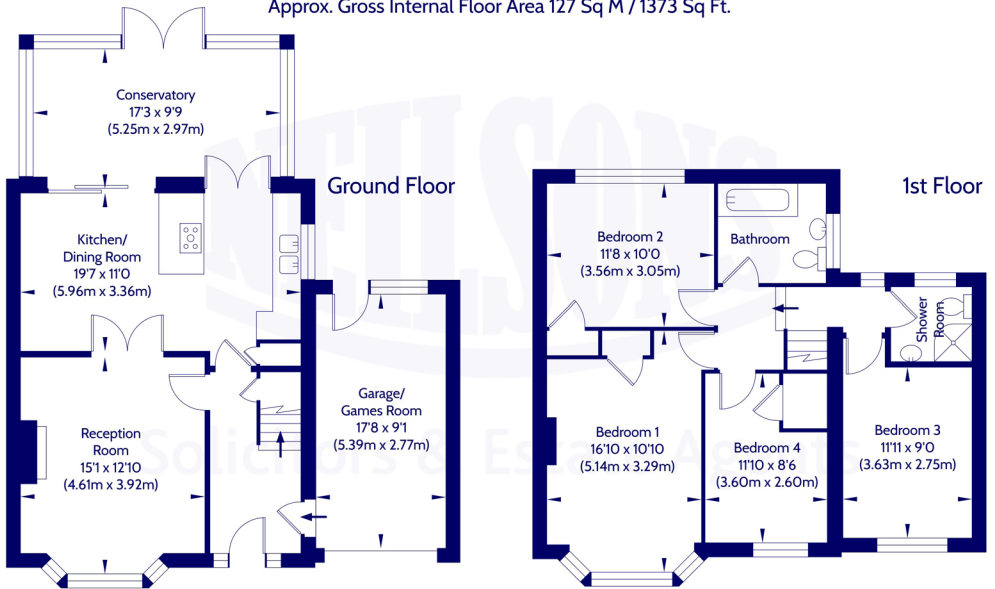 Approx. Gross Internal Floor Area 127 Sq M / 1373 Sq Ft.
Conservatory
17'3 x 9'9
(5.25m x 2.97m)
Ground Floor
1st Floor
Kitchen/
Dining Room
19'7 x 11'0
(5.96m x 3.36m)
Bedroom 2
11'8 x 10'0
(3.56m x 3.05m)
Bathroom
Shower
Room
Garage/
Games Room
17'8 x 9'1
(5.39m x 2.77m)
Reception
Room
15'1 x 12'10
(4.61m x 3.92m)
Bedroom 1
16'10 x 10'10
(5.14m x 3.29m)
Bedroom 4
11'10 x 8'6
(3.60m x 2.60m)
Bedroom 3
11'11 x 9'0
(3.63m x 2.75m)
NEILSONS
Solicitors & Estate Agents